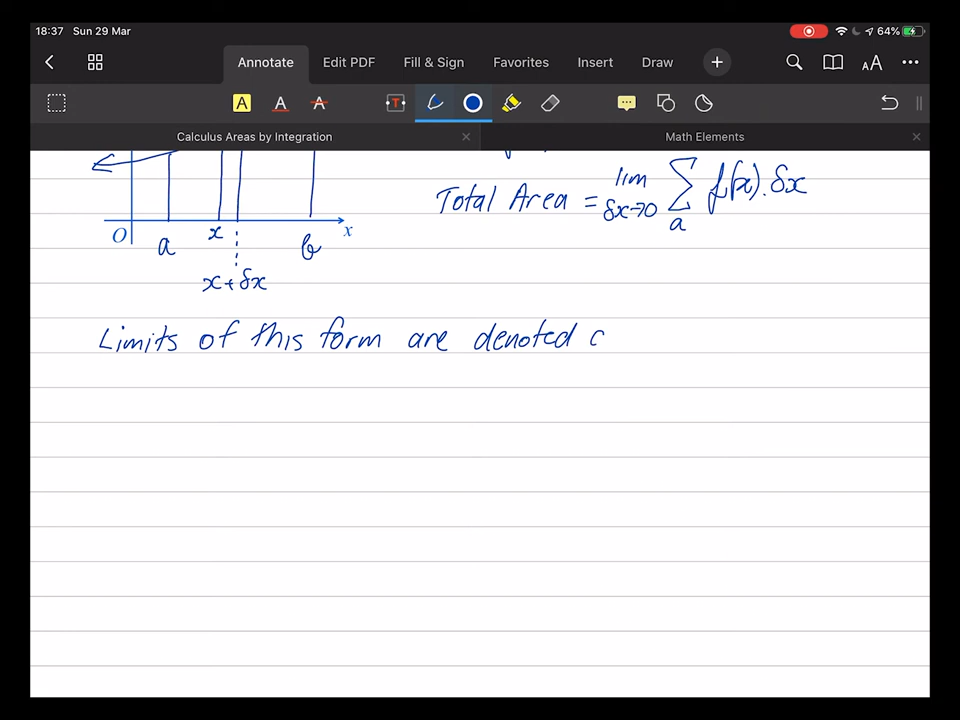 18:37 Sun 29 Mar 64%
Annotate Edit PDF Fill & Sign Favorites Insert Draw
Calculus Areas by Integration Math Elements
Total Area = lim δx→0 ∑ a f(x).δx
O a x b x
x+δx
Limits of this form are denoted